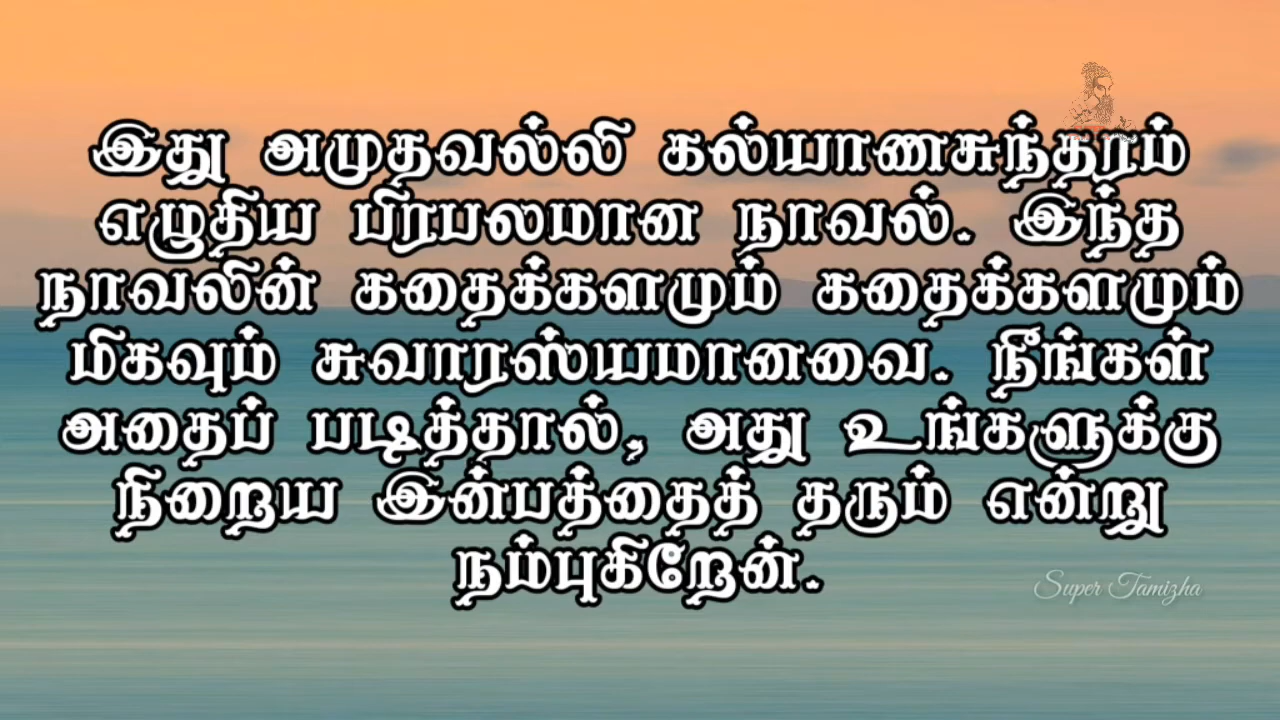 இது அமுதவல்லி கல்யாணசுந்தரம்
எழுதிய பிரபலமான நாவல். இந்த
நாவலின் கதைக்களமும் கதைக்களமும்
மிகவும் சுவாரஸ்யமானவை. நீங்கள்
அதைப் படித்தால், அது உங்களுக்கு
நிறைய இன்பத்தைத் தரும் என்று
நம்புகிறேன்.
Super Tamizha